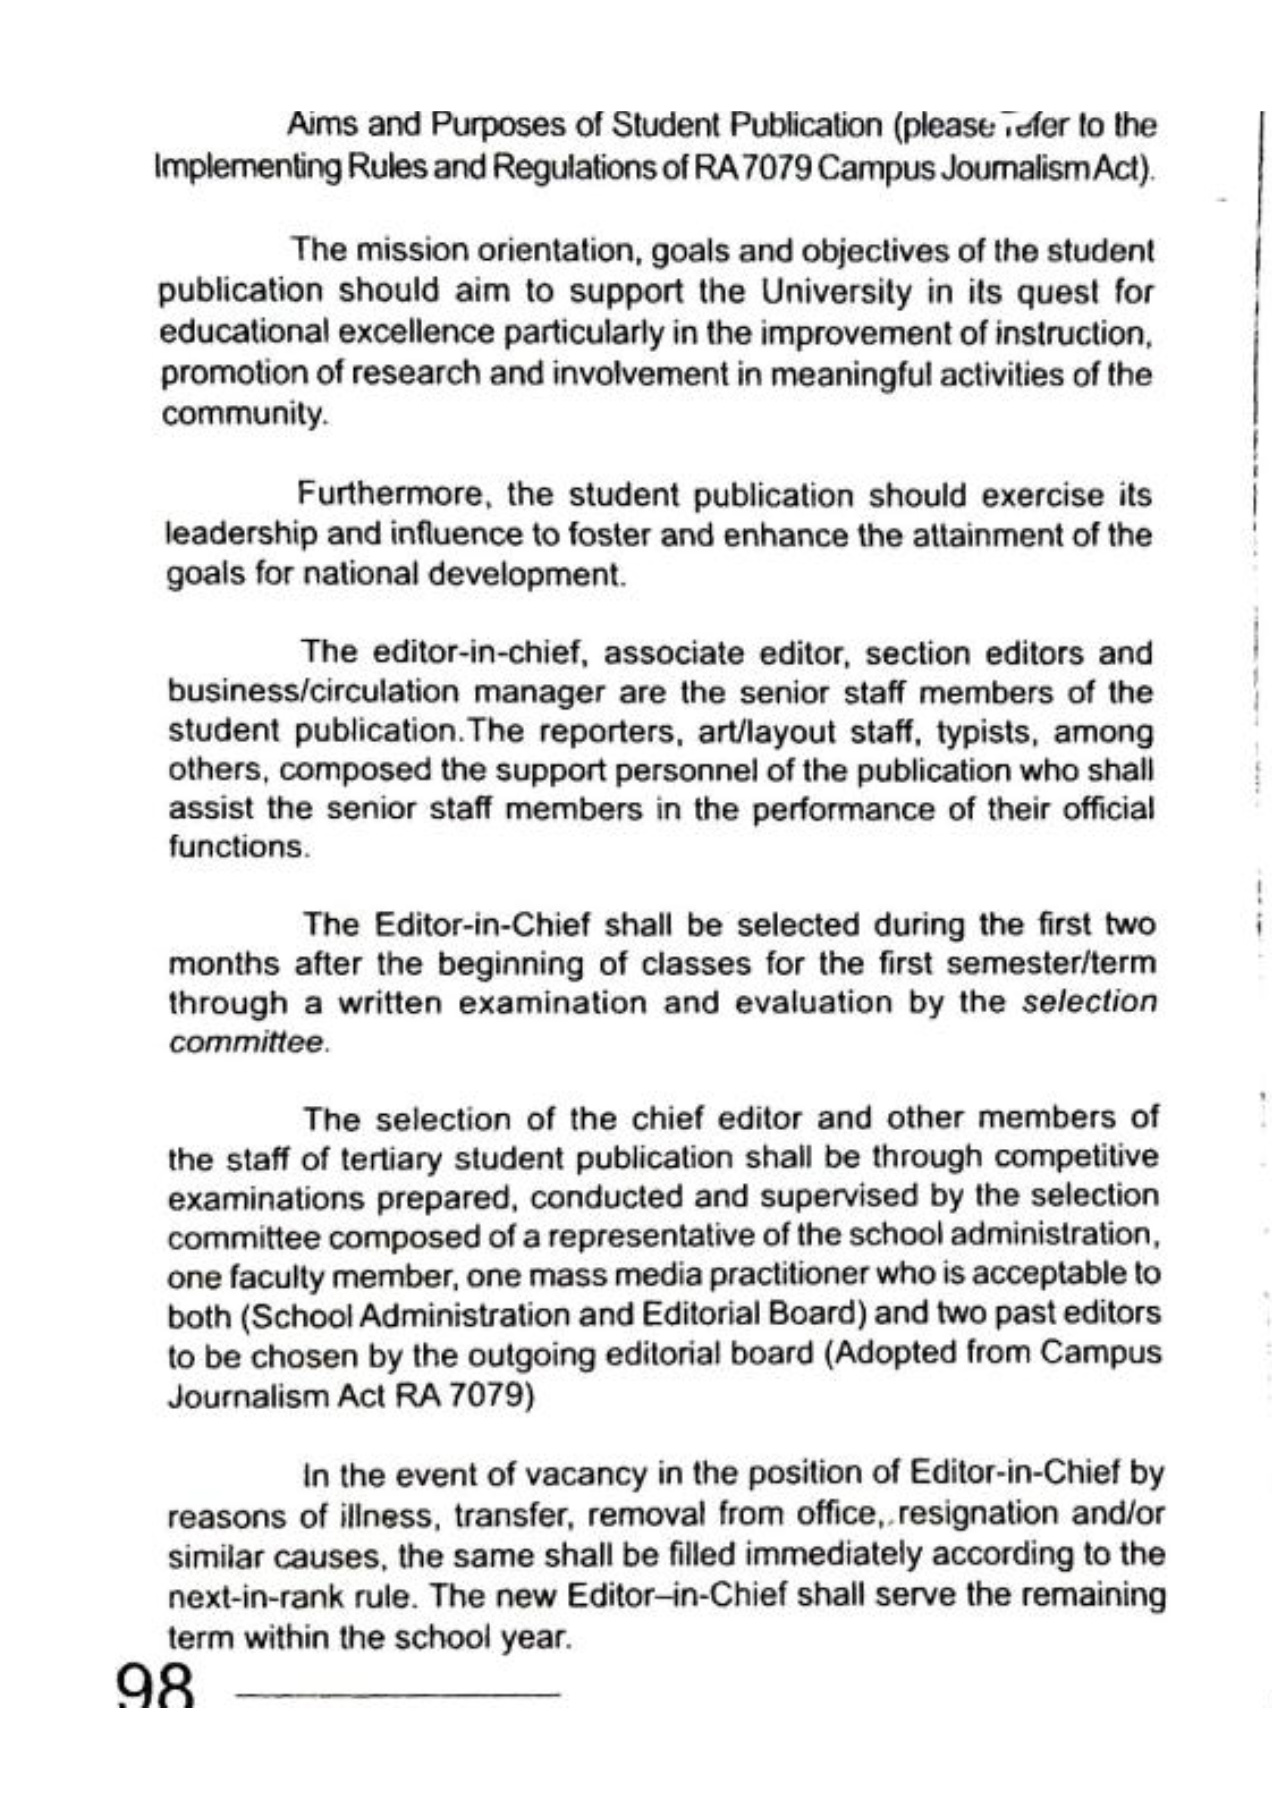 Aims and Purposes of Student Publication (please refer to the
Implementing Rules and Regulations of RA 7079 Campus Journalism Act).
The mission orientation, goals and objectives of the student
publication should aim to support the University in its quest for
educational excellence particularly in the improvement of instruction,
promotion of research and involvement in meaningful activities of the
community.
Furthermore, the student publication should exercise its
leadership and influence to foster and enhance the attainment of the
goals for national development.
The editor-in-chief, associate editor, section editors and
business/circulation manager are the senior staff members of the
student publication.The reporters, art/layout staff, typists, among
others, composed the support personnel of the publication who shall
assist the senior staff members in the performance of their official
functions.
The Editor-in-Chief shall be selected during the first two
months after the beginning of classes for the first semester/term
through a written examination and evaluation by the selection
committee.
The selection of the chief editor and other members of
the staff of tertiary student publication shall be through competitive
examinations prepared, conducted and supervised by the selection
committee composed of a representative of the school administration,
one faculty member, one mass media practitioner who is acceptable to
both (School Administration and Editorial Board) and two past editors
to be chosen by the outgoing editorial board (Adopted from Campus
Journalism Act RA 7079)
In the event of vacancy in the position of Editor-in-Chief by
reasons of illness, transfer, removal from office, resignation and/or
similar causes, the same shall be filled immediately according to the
next-in-rank rule. The new Editor–in-Chief shall serve the remaining
term within the school year.
98